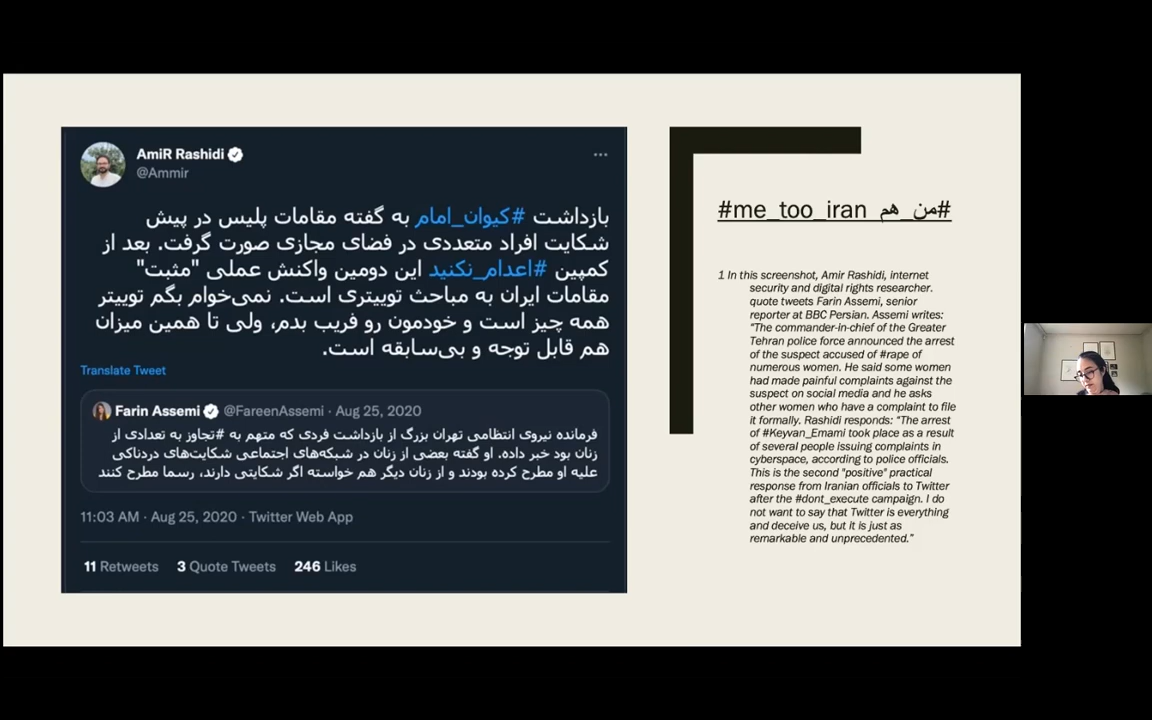 AmiR Rashidi
@Ammir
بازداشت #کیوان_امام به گفته مقامات پلیس در پیش
شکایت افراد متعددی در فضای مجازی صورت گرفت. بعد از
کمپین #اعدام_نکنید این دومین واکنش عملی "مثبت"
مقامات ایران به مباحث توییتری است. نمی‌خوام بگم توییتر
همه چیز است و خودمون رو فریب بدم، ولی تا همین میزان
هم قابل توجه و بی‌سابقه است.
Translate Tweet
Farin Assemi @FareenAssemi · Aug 25, 2020
فرمانده نیروی انتظامی تهران بزرگ از بازداشت فردی که متهم به #تجاوز به تعدادی از
زنان بود خبر داده. او گفته بعضی از زنان در شبکه‌های اجتماعی شکایت‌های دردناکی
علیه او مطرح کرده بودند و از زنان دیگر هم خواسته اگر شکایتی دارند، رسما مطرح کنند
11:03 AM · Aug 25, 2020 · Twitter Web App
11 Retweets 3 Quote Tweets 246 Likes
#me_too_iran #من_هم
1 In this screenshot, Amir Rashidi, internet
security and digital rights researcher.
quote tweets Farin Assemi, senior
reporter at BBC Persian. Assemi writes:
“The commander-in-chief of the Greater
Tehran police force announced the arrest
of the suspect accused of #rape of
numerous women. He said some women
had made painful complaints against the
suspect on social media and he asks
other women who have a complaint to file
it formally. Rashidi responds: “The arrest
of #Keyvan_Emami took place as a result
of several people issuing complaints in
cyberspace, according to police officials.
This is the second "positive" practical
response from Iranian officials to Twitter
after the #dont_execute campaign. I do
not want to say that Twitter is everything
and deceive us, but it is just as
remarkable and unprecedented.”